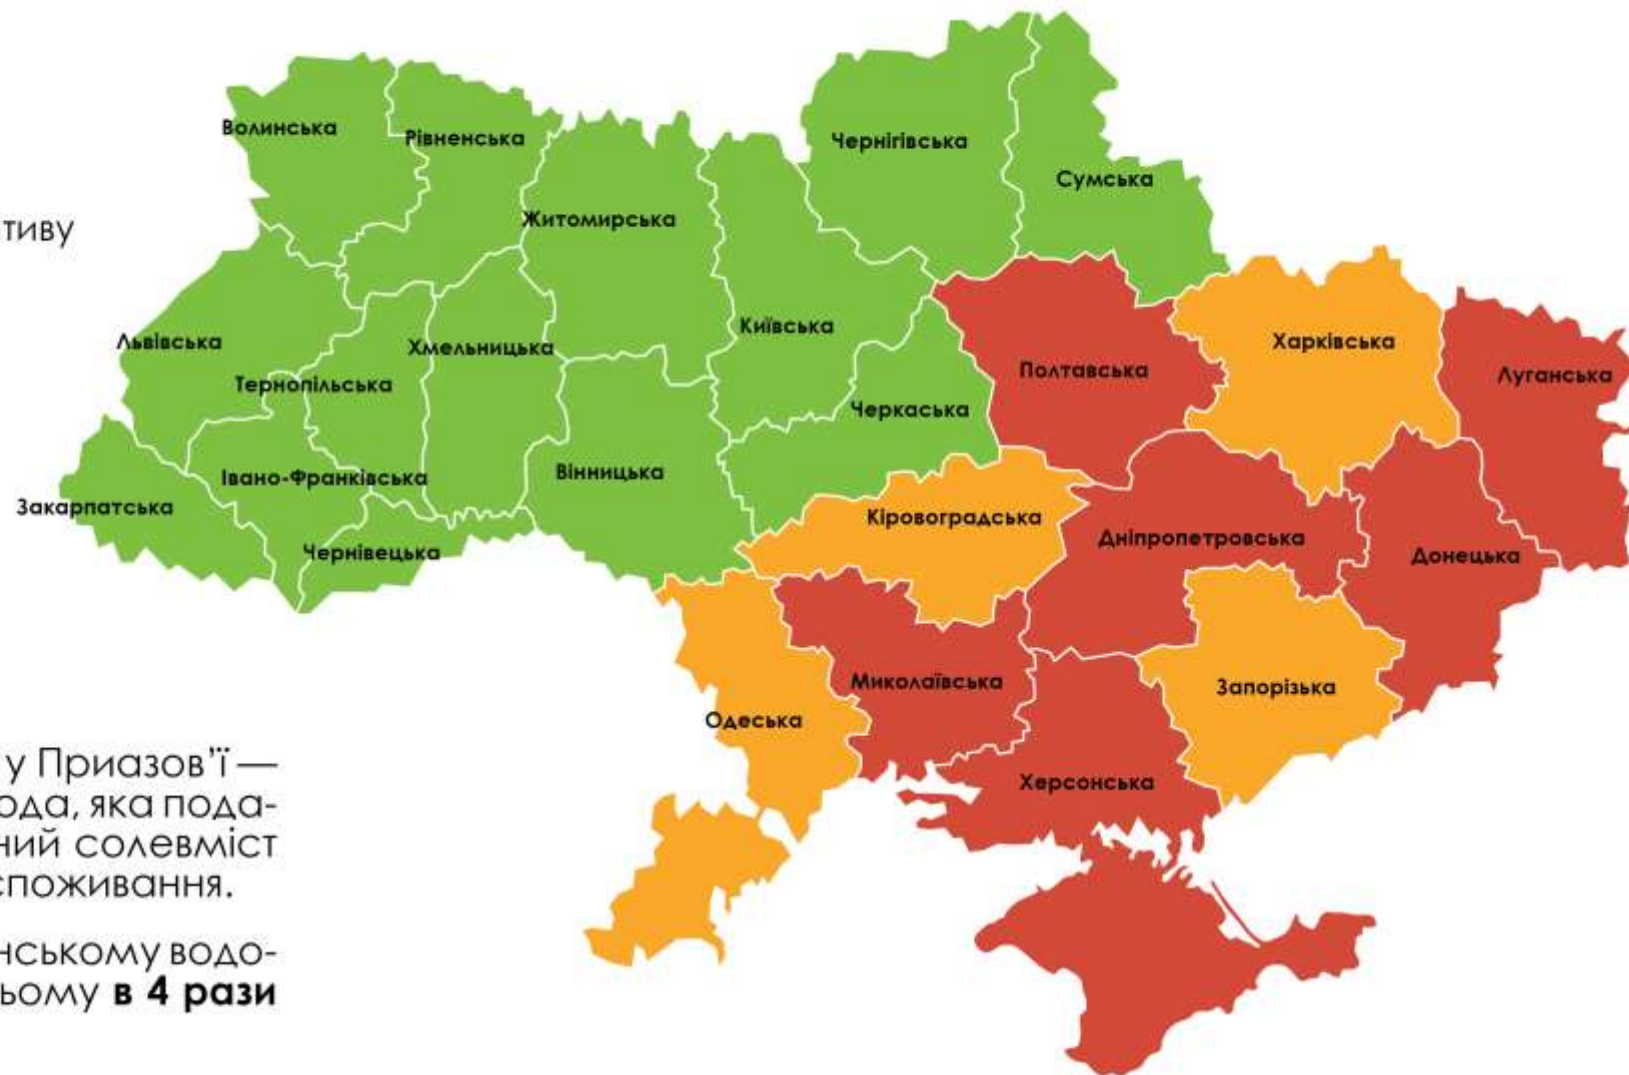 Волинська
Рівненська
Чернігівська
Сумська
Житомирська
тиву
Київська
Львівська
Хмельницька
Харківська
Тернопільська
Полтавська
Луганська
Черкаська
Івано-Франківська
Вінницька
Закарпатська
Кіровоградська
Чернівецька
Дніпропетровська
Донецька
Миколаївська
Запорізька
Одеська
Херсонська
у Приазов'ї —
ода, яка пода-
ний солевміст
споживання.
нському водо-
ьому в 4 рази